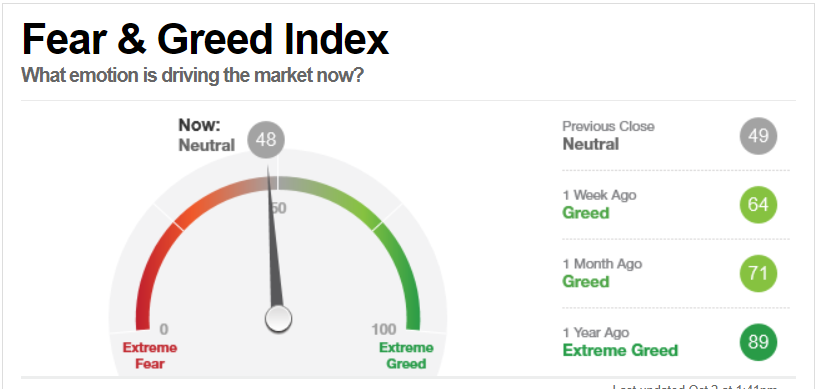 Fear & Greed Index
What emotion is driving the market now?
Now:
Neutral
48
50
0
100
Extreme
Fear
Extreme
Greed
Previous Close
Neutral
49
1 Week Ago
Greed
64
1 Month Ago
Greed
71
1 Year Ago
Extreme Greed
89